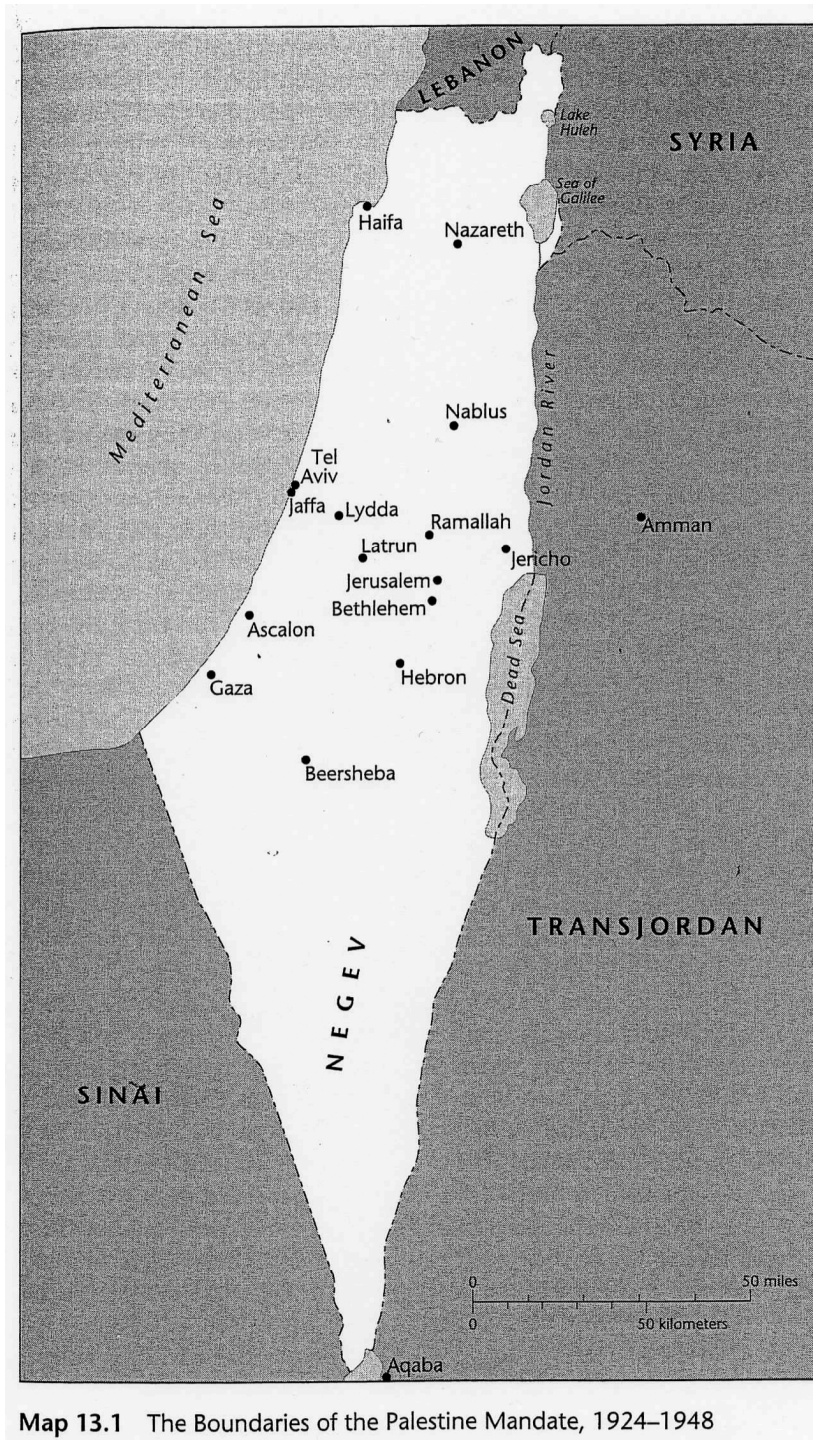 LEBANON
Lake
Huleh
SYRIA
Sea of
Galilee
Haifa
Nazareth
Mediterranean Sea
Jordan River
Nablus
Tel
Aviv
Jaffa
Lydda
Ramallah
Amman
Latrun
Jericho
Jerusalem
Bethlehem
Ascalon
Dead Sea
Hebron
Gaza
Beersheba
TRANSJORDAN
NEGEV
SINAI
0 50 miles
0 50 kilometers
Aqaba
Map 13.1 The Boundaries of the Palestine Mandate, 1924–1948